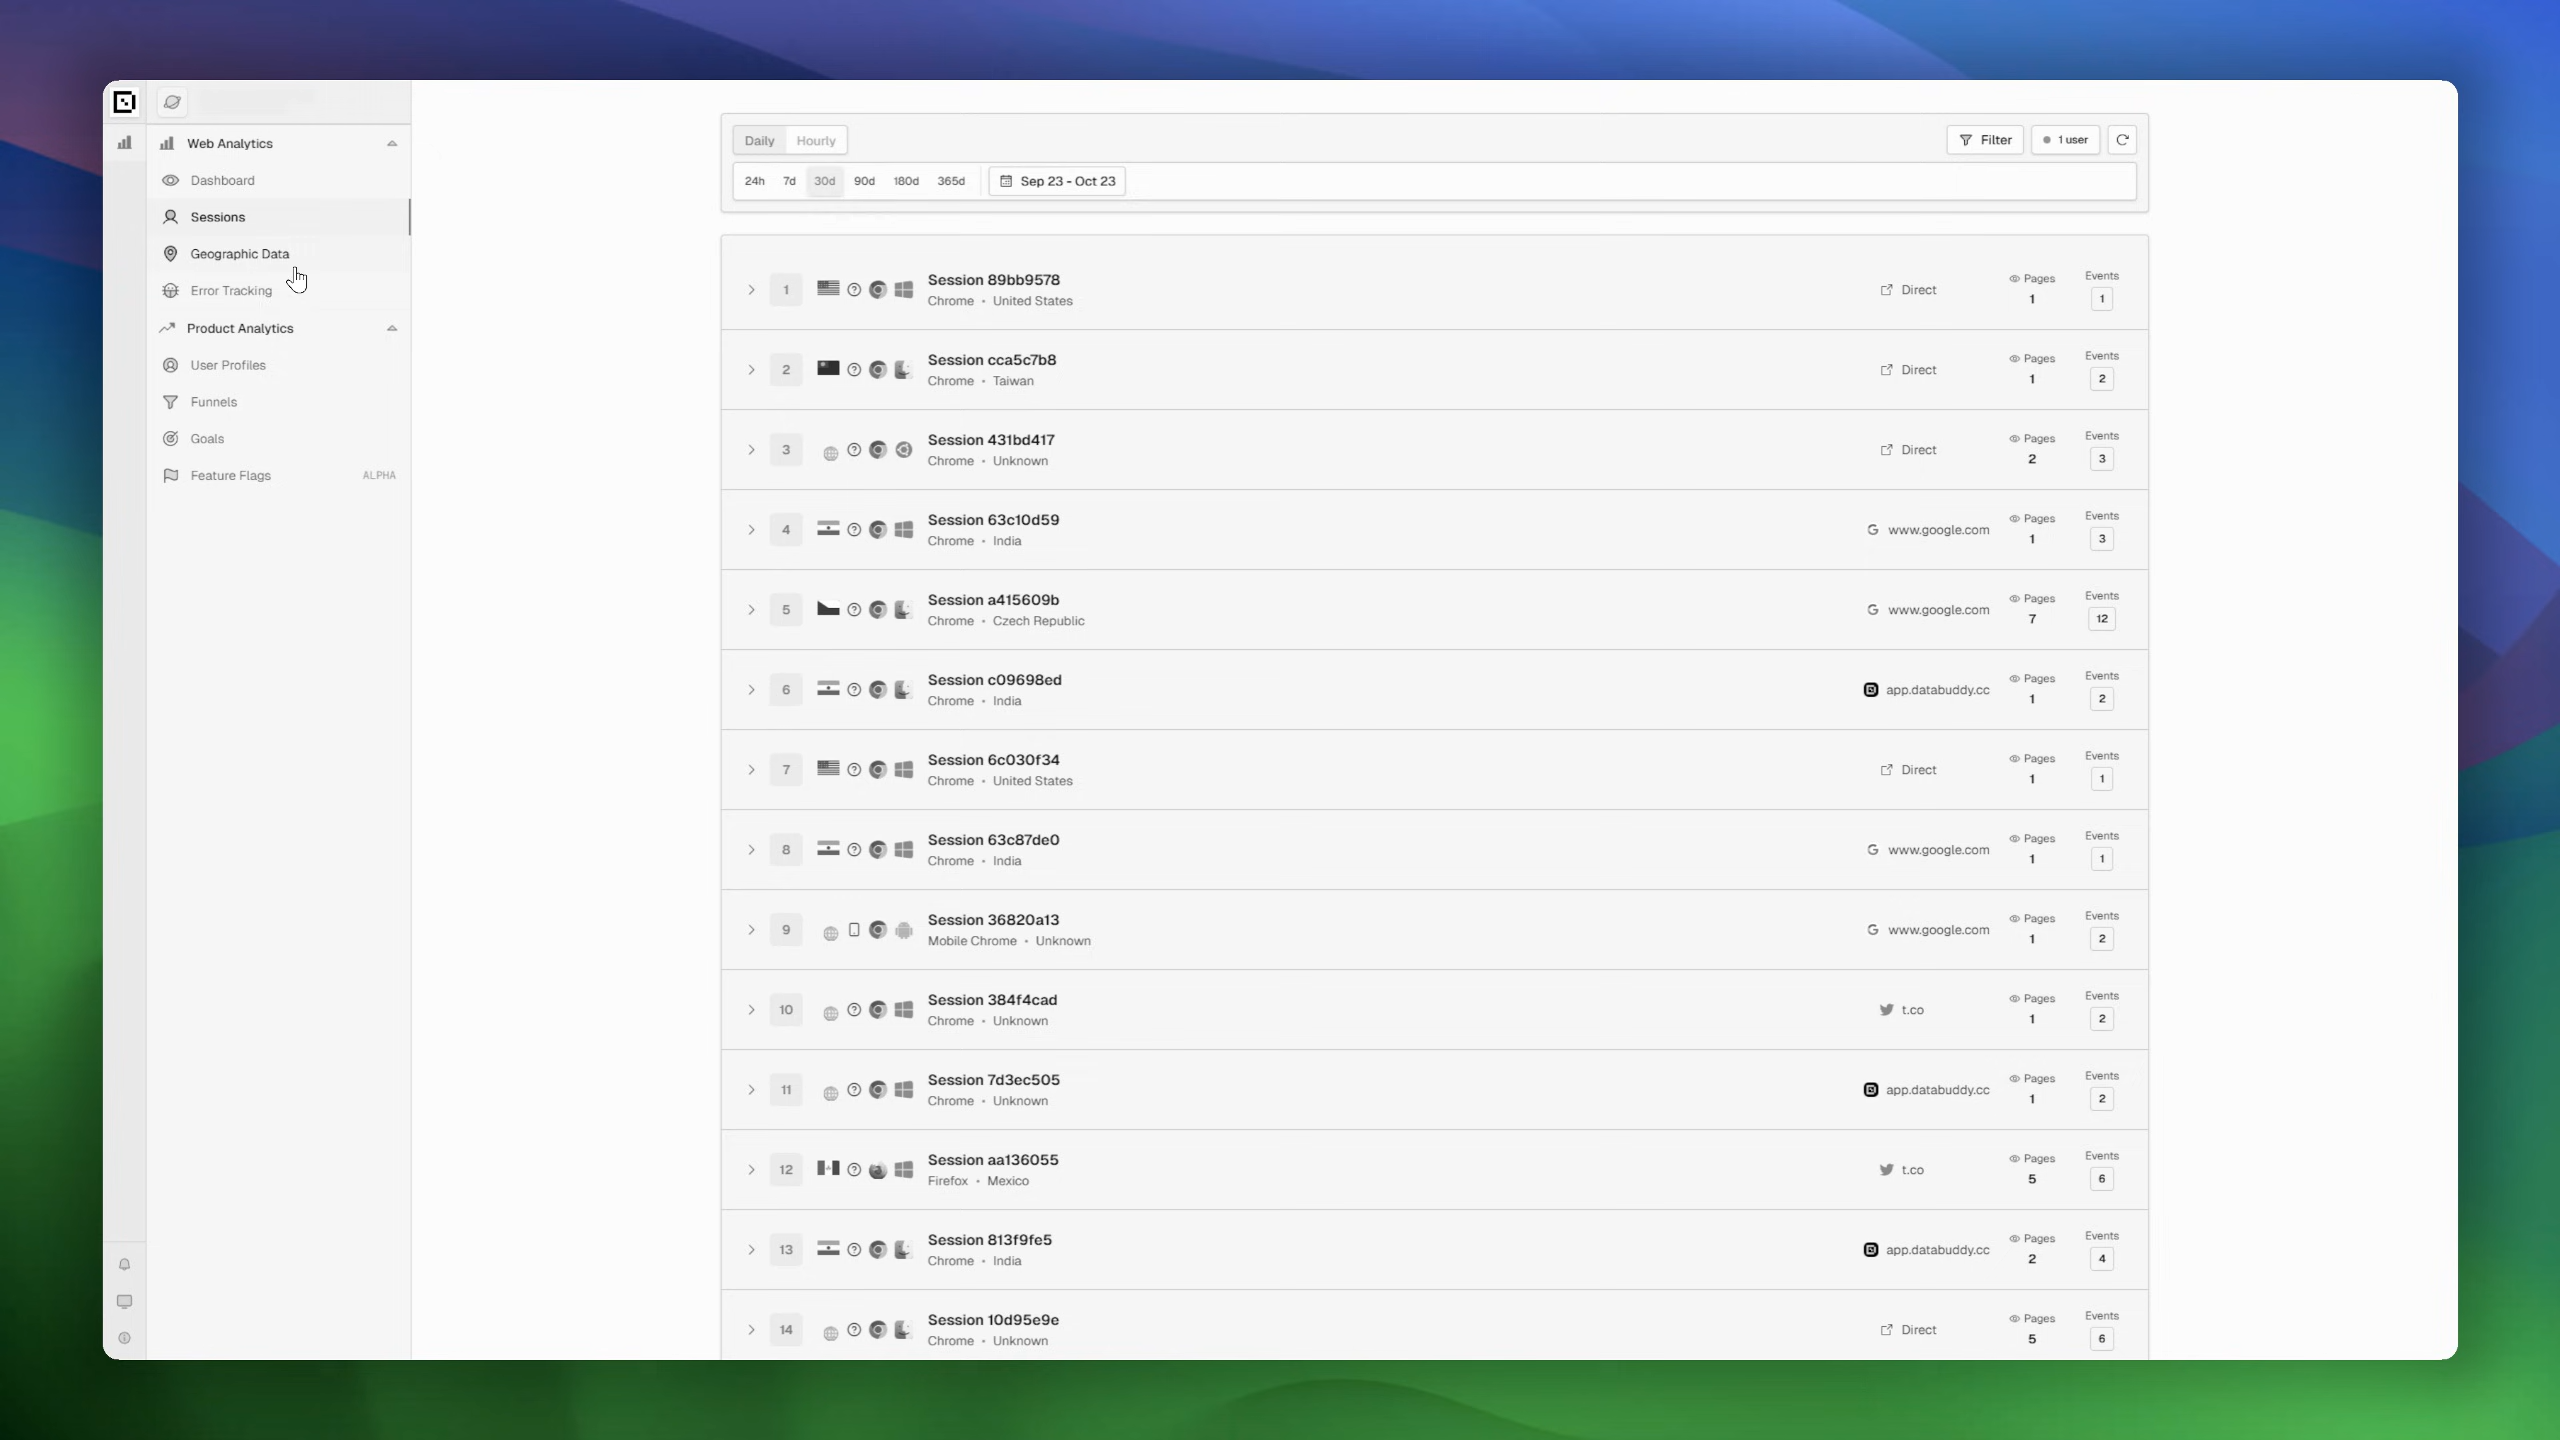 Web Analytics
Dashboard
Sessions
Geographic Data
Error Tracking
Product Analytics
User Profiles
Funnels
Goals
Feature Flags ALPHA
Daily Hourly
Filter 1 user
24h 7d 30d 90d 180d 365d Sep 23 - Oct 23
1 Session 89bb9578 Direct Pages Events
Chrome • United States 1 1
2 Session cca5c7b8 Direct Pages Events
Chrome • Taiwan 1 2
3 Session 431bd417 Direct Pages Events
Chrome • Unknown 2 3
4 Session 63c10d59 www.google.com Pages Events
Chrome • India 1 3
5 Session a415609b www.google.com Pages Events
Chrome • Czech Republic 7 12
6 Session c09698ed app.databuddy.cc Pages Events
Chrome • India 1 2
7 Session 6c030f34 Direct Pages Events
Chrome • United States 1 1
8 Session 63c87de0 www.google.com Pages Events
Chrome • India 1 1
9 Session 36820a13 www.google.com Pages Events
Mobile Chrome • Unknown 1 2
10 Session 384f4cad t.co Pages Events
Chrome • Unknown 1 2
11 Session 7d3ec505 app.databuddy.cc Pages Events
Chrome • Unknown 1 2
12 Session aa136055 t.co Pages Events
Firefox • Mexico 5 6
13 Session 813f9fe5 app.databuddy.cc Pages Events
Chrome • India 2 4
14 Session 10d95e9e Direct Pages Events
Chrome • Unknown 5 6